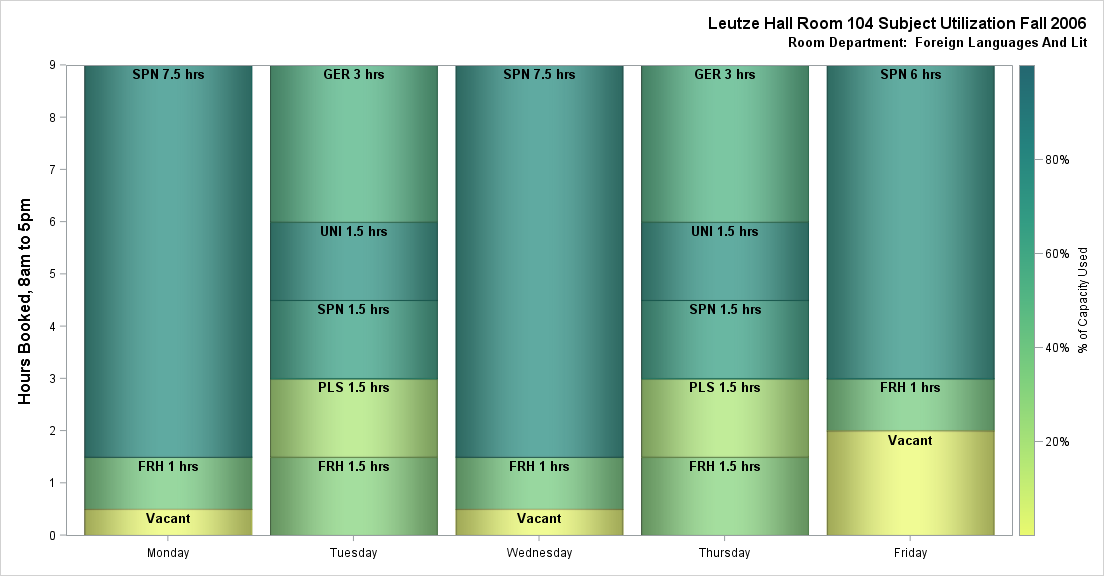 Leutze Hall Room 104 Subject Utilization Fall 2006
Room Department:  Foreign Languages And Lit
Hours Booked, 8am to 5pm
9
8
7
6
5
4
3
2
1
0
SPN 7.5 hrs
FRH 1 hrs
Vacant
Monday
GER 3 hrs
UNI 1.5 hrs
SPN 1.5 hrs
PLS 1.5 hrs
FRH 1.5 hrs
Tuesday
SPN 7.5 hrs
FRH 1 hrs
Vacant
Wednesday
GER 3 hrs
UNI 1.5 hrs
SPN 1.5 hrs
PLS 1.5 hrs
FRH 1.5 hrs
Thursday
SPN 6 hrs
FRH 1 hrs
Vacant
Friday
80%
60%
40%
20%
% of Capacity Used